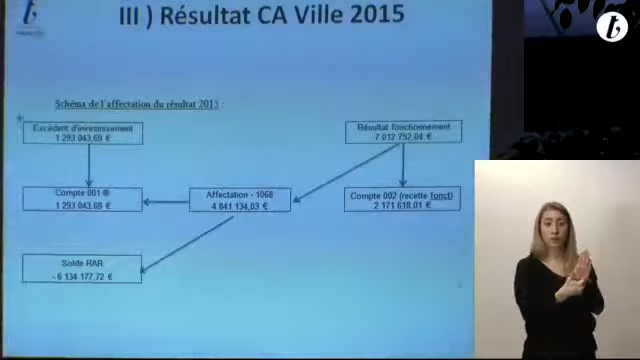 III ) Résultat CA Ville 2015
Schéma de l'affectation du résultat 2015 :
Excédent d'investissement
1 293 043,69 €
Résultat fonctionnement
7 012 752,04 €
Compte 001
1 293 043,69 €
Affectation - 1068
4 841 134,03 €
Compte 002 (recette fonct)
2 171 618,01 €
Solde RAR
- 6 134 177,72 €